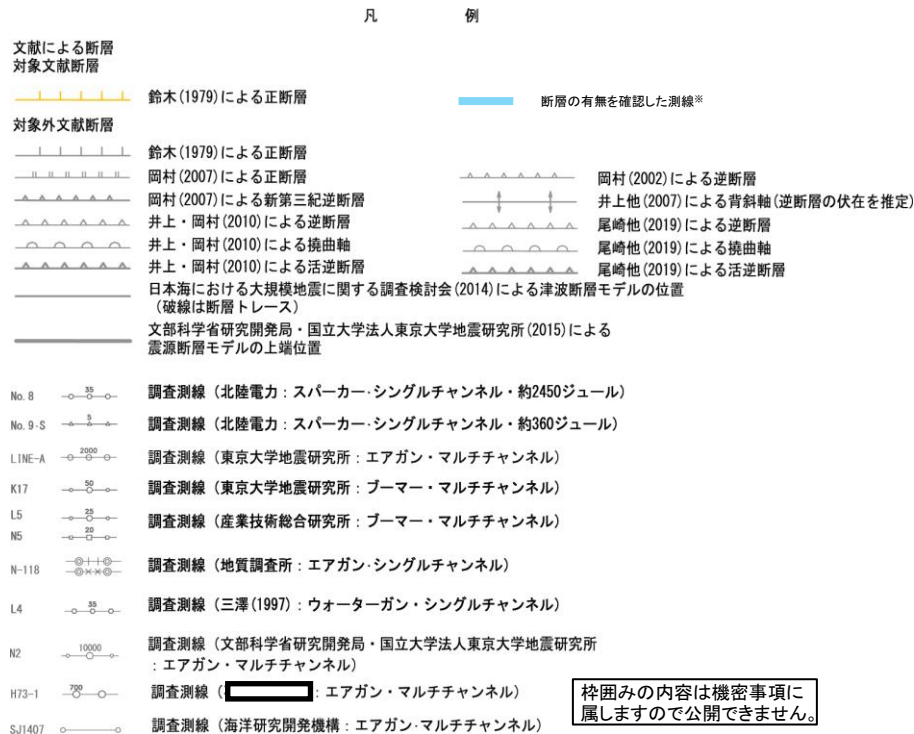 凡　例
文献による断層
対象文献断層
鈴木(1979)による正断層
断層の有無を確認した測線※
対象外文献断層
鈴木(1979)による正断層
岡村(2007)による正断層
岡村(2007)による新第三紀逆断層
井上・岡村(2010)による逆断層
井上・岡村(2010)による撓曲軸
井上・岡村(2010)による活逆断層
岡村(2002)による逆断層
井上(2007)による背斜軸(逆断層の伏在を推定)
尾崎他(2019)による逆断層
尾崎他(2019)による撓曲軸
尾崎他(2019)による活逆断層
日本海における大規模地震に関する調査検討会(2014)による津波断層モデルの位置
(破線は断層トレース)
文部科学省研究開発局・国立大学法人東京大学地震研究所(2015)による
震源断層モデルの上端位置
No.8 35 調査測線(北陸電力：スパーカー・シングルチャンネル・約2450ジュール)
No.9-S 5 調査測線(北陸電力：スパーカー・シングルチャンネル・約360ジュール)
LINE-A 2000 調査測線(東京大学地震研究所：エアガン・マルチチャンネル)
K17 50 調査測線(東京大学地震研究所：ブーマー・マルチチャンネル)
L5 25 調査測線(産業技術総合研究所：ブーマー・マルチチャンネル)
N5 20
N-118 調査測線(地質調査所：エアガン・シングルチャンネル)
L4 35 調査測線(三澤(1997)：ウォーターガン・シングルチャンネル)
N2 10000 調査測線(文部科学省研究開発局・国立大学法人東京大学地震研究所
：エアガン・マルチチャンネル)
H73-1 700 調査測線( ：エアガン・マルチチャンネル)
SJ1407 調査測線(海洋研究開発機構：エアガン・マルチチャンネル)
枠囲みの内容は機密事項に
属しますので公開できません。